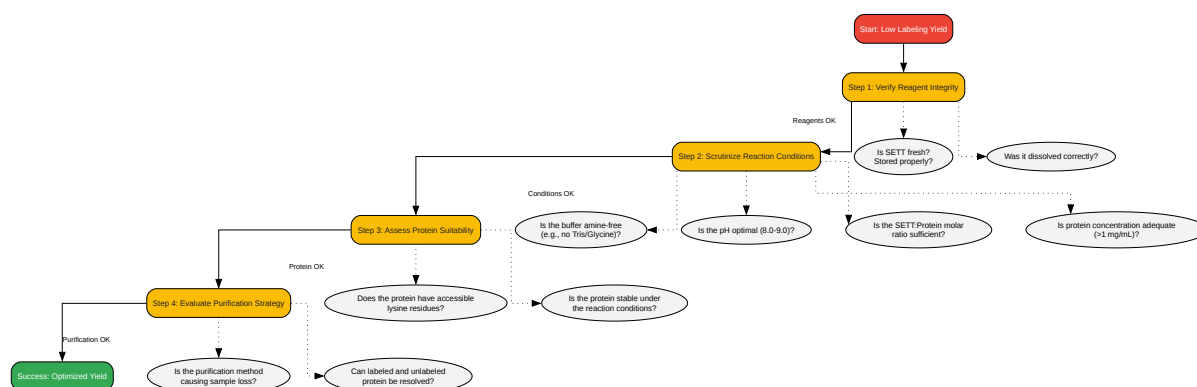 Start: Low Labeling Yield
Step 1: Verify Reagent Integrity
Reagents OK
Is SETT fresh?
Stored properly?
Was it dissolved correctly?
Step 2: Scrutinize Reaction Conditions
Conditions OK
Is the buffer amine-free
(e.g., no Tris/Glycine)?
Is the pH optimal (8.0-9.0)?
Is the SETT:Protein molar
ratio sufficient?
Is protein concentration adequate
(>1 mg/mL)?
Step 3: Assess Protein Suitability
Protein OK
Does the protein have accessible
lysine residues?
Is the protein stable under
the reaction conditions?
Step 4: Evaluate Purification Strategy
Purification OK
Is the purification method
causing sample loss?
Can labeled and unlabeled
protein be resolved?
Success: Optimized Yield